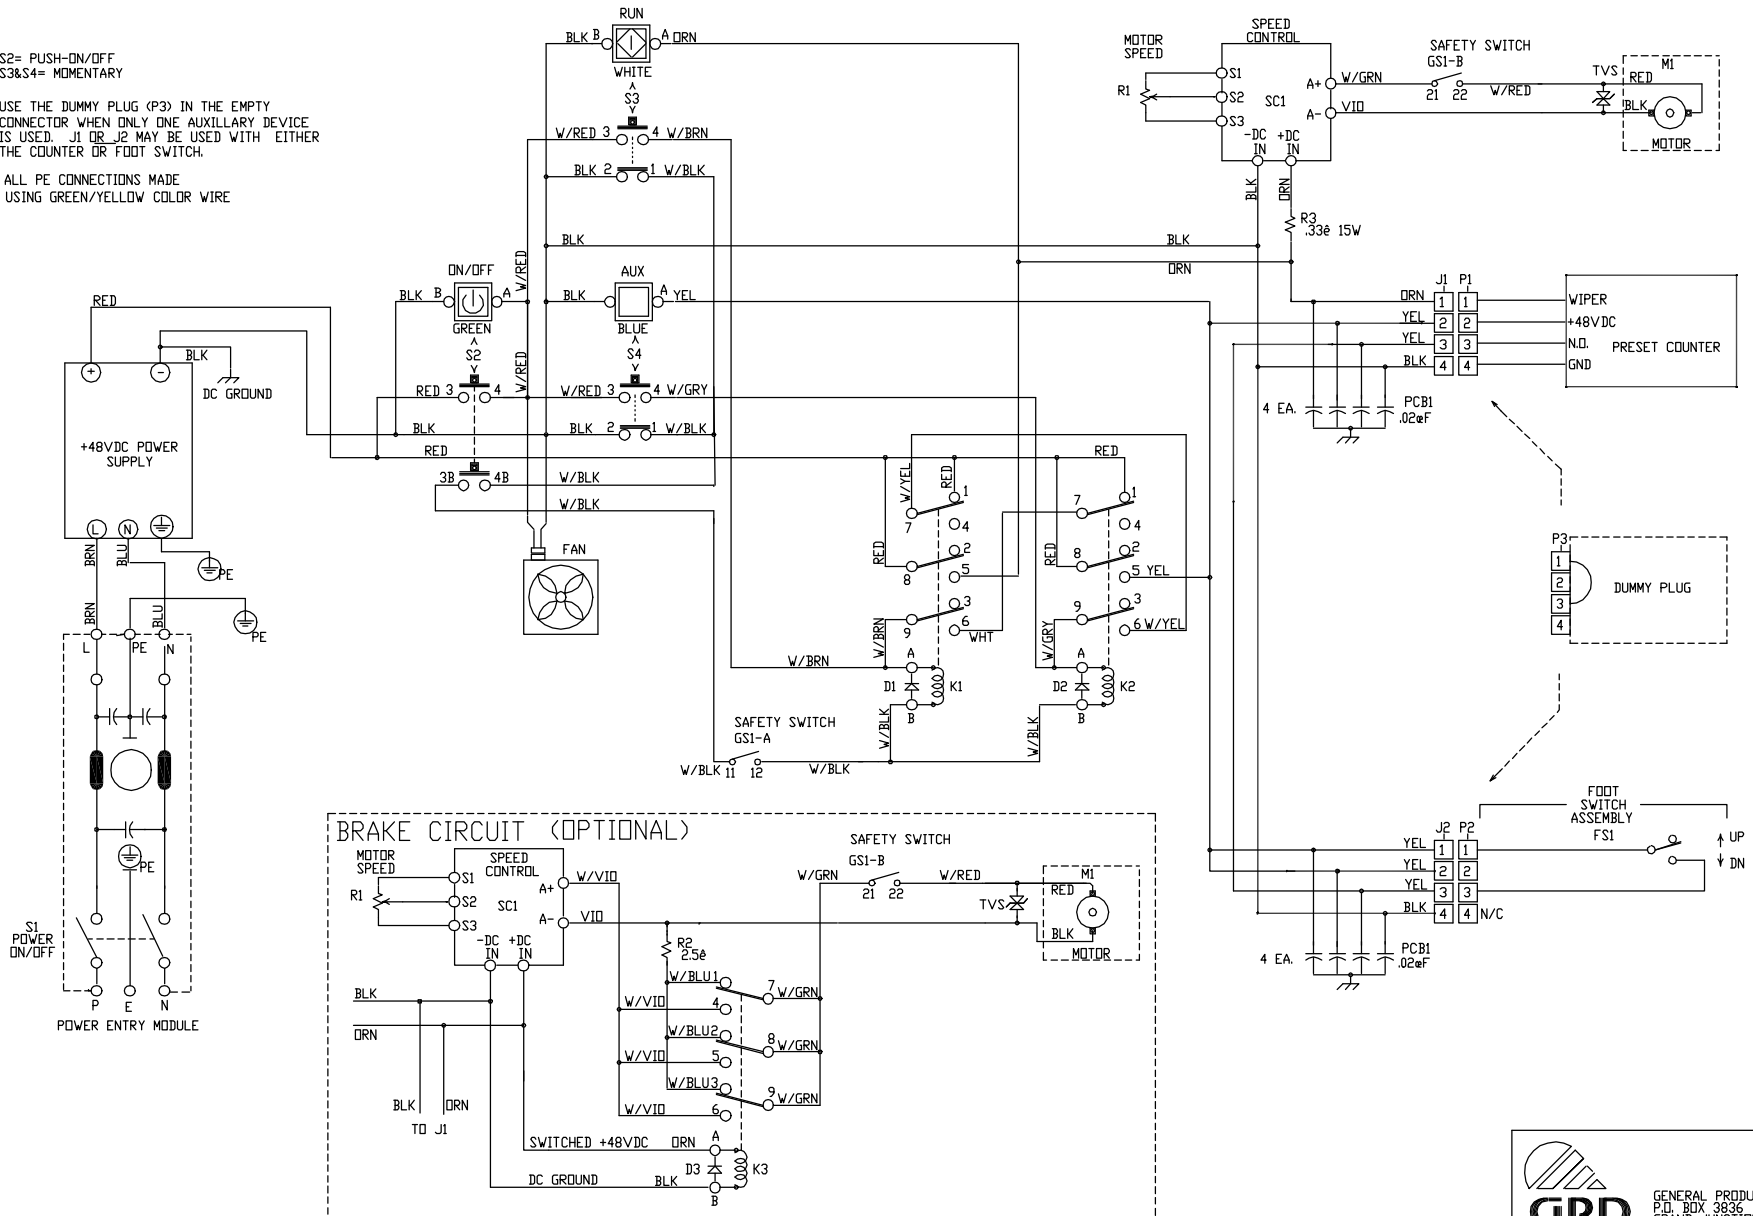 S2= PUSH-ON/OFF
S3&S4= MOMENTARY
USE THE DUMMY PLUG (P3) IN THE EMPTY
CONNECTOR WHEN ONLY ONE AUXILLARY DEVICE
IS USED. J1 OR J2 MAY BE USED WITH EITHER
THE COUNTER OR FOOT SWITCH.
ALL PE CONNECTIONS MADE
USING GREEN/YELLOW COLOR WIRE
RUN
BLK B A ORN
WHITE
S3
W/RED 3 4 W/BRN
BLK 2 1 W/BLK
BLK
BLK
ORN
W/RED
ON/OFF
BLK B A
GREEN
S2
AUX
BLK A YEL
BLUE
S4
W/RED
RED 3 4
W/RED 3 4 W/GRY
BLK
BLK 2 1 W/BLK
RED
RED
3B 4B W/BLK
W/BLK
FAN
RED
+ -
BLK
DC GROUND
+48VDC POWER
SUPPLY
L N
BRN BLU
PE
BRN BLU
PE
L PE N
PE
S1
POWER
ON/OFF
P E N
POWER ENTRY MODULE
MOTOR
SPEED
R1
SPEED
CONTROL
S1
S2
S3
SC1
A+
A-
-DC
IN
+DC
IN
BLK ORN
R3
.33ê 15W
W/GRN
VIO
SAFETY SWITCH
GS1-B
21 22
W/RED
TVS
M1
RED
BLK
MOTOR
J1 P1
ORN 1 1 WIPER
YEL 2 2 +48VDC
YEL 3 3 N.O.
BLK 4 4 GND
PRESET COUNTER
4 EA.
PCB1
.02œF
W/YEL
RED
1
7
4
RED
2
8
5
3
9
6
WHT
W/BRN
W/BRN
A
D1 K1
B
W/BLK
1
7
4
RED
2
8
5 YEL
3
9
6 W/YEL
W/GRY
A
D2 K2
B
W/BLK
SAFETY SWITCH
GS1-A
W/BLK 11 12 W/BLK
P3
1
2
3
4
DUMMY PLUG
FOOT
SWITCH
ASSEMBLY
FS1
UP
DN
J2 P2
YEL 1 1
YEL 2 2
YEL 3 3
BLK 4 4 N/C
4 EA.
PCB1
.02œF
BRAKE CIRCUIT (OPTIONAL)
MOTOR
SPEED
R1
SPEED
CONTROL
S1
S2
S3
SC1
A+
A-
-DC
IN
+DC
IN
W/VIO
VIO
SAFETY SWITCH
GS1-B
W/GRN
21 22
W/RED
TVS
M1
RED
BLK
MOTOR
R2
2.5ê
W/BLU 1
7 W/GRN
W/VIO 4
W/BLU 2
8 W/GRN
W/VIO 5
W/BLU 3
9 W/GRN
W/VIO 6
BLK
ORN
BLK ORN
TO J1
SWITCHED +48VDC ORN A
D3 K3
DC GROUND BLK
B
GPD
GENERAL PRODU
P.O. BOX 3836